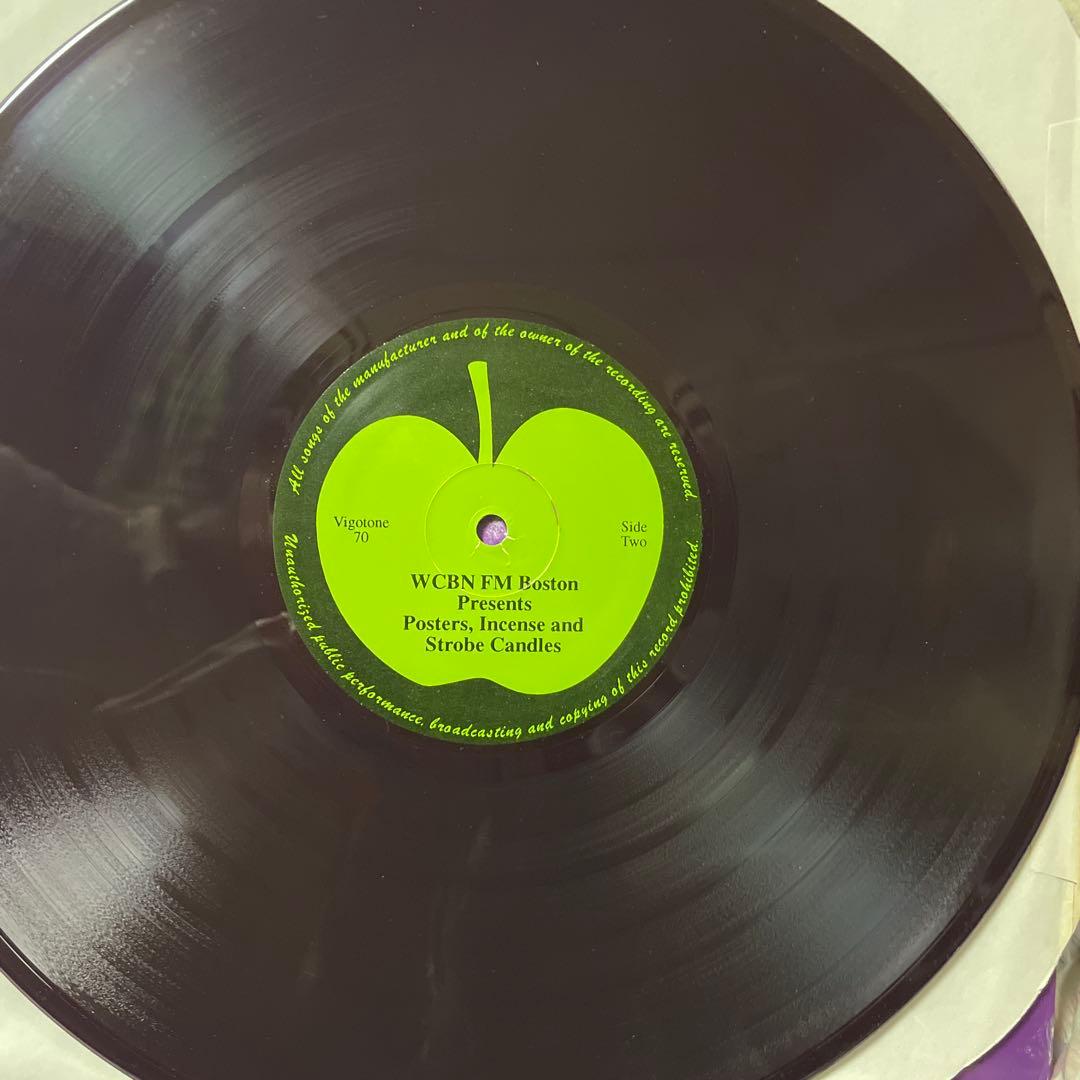 All songs of the manufacturer and of the owner of the recording are reserved.
Vigotone
70
Side
Two
WCBN FM Boston
Presents
Posters, Incense and
Strobe Candles
Unauthorized public performance, broadcasting and copying of this record prohibited.